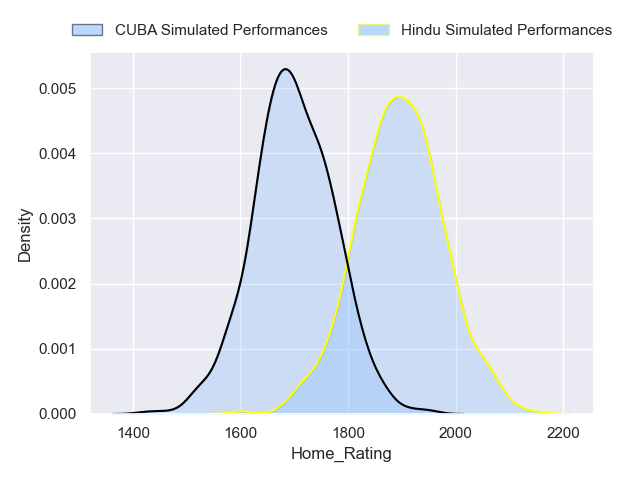 CUBA Simulated Performances Hindu Simulated Performances
0.005
0.004
0.003
0.002
0.001
0.000
Density
1400 1600 1800 2000 2200
Home_Rating